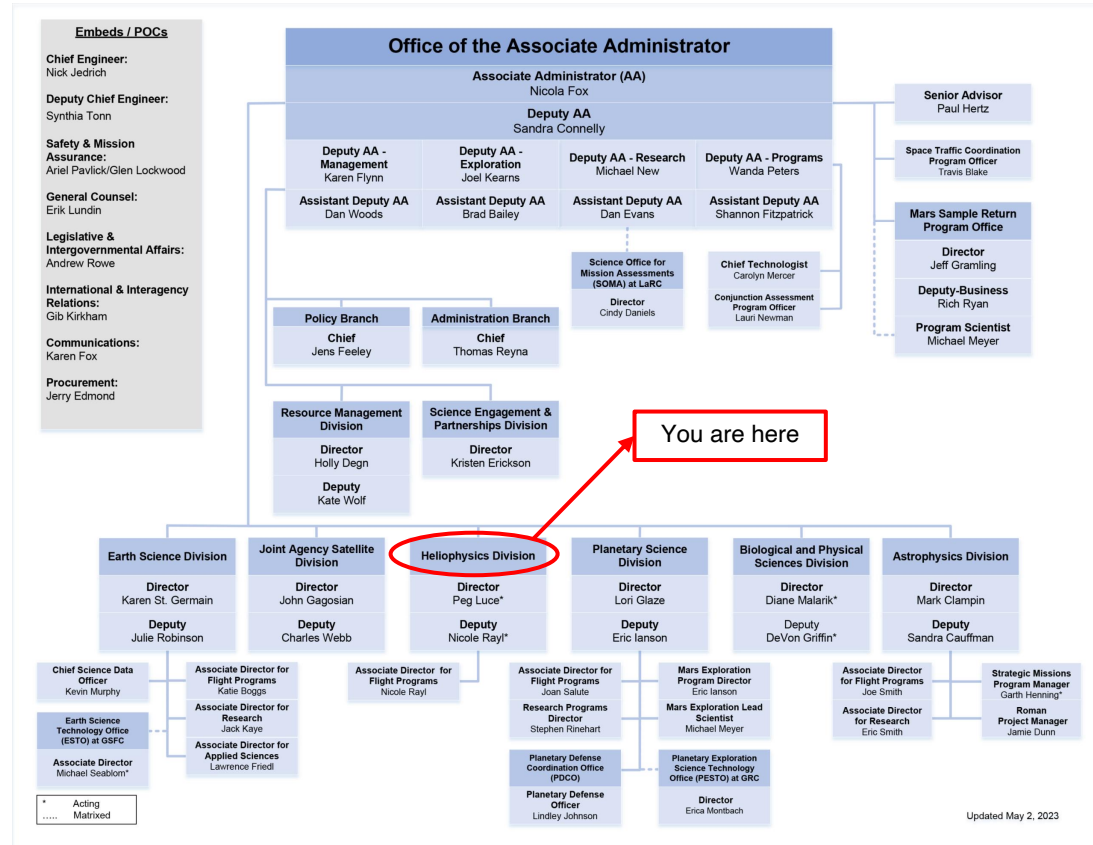 Embeds / POCs
Chief Engineer:
Nick Jedrich
Deputy Chief Engineer:
Synthia Tonn
Safety & Mission
Assurance:
Ariel Pavlick/Glen Lockwood
General Counsel:
Erik Lundin
Legislative &
Intergovernmental Affairs:
Andrew Rowe
International & Interagency
Relations:
Gib Kirkham
Communications:
Karen Fox
Procurement:
Jerry Edmond
Office of the Associate Administrator
Associate Administrator (AA)
Nicola Fox
Deputy AA
Sandra Connelly
Deputy AA -
Management
Karen Flynn
Assistant Deputy AA
Dan Woods
Deputy AA -
Exploration
Joel Kearns
Assistant Deputy AA
Brad Bailey
Deputy AA - Research
Michael New
Assistant Deputy AA
Dan Evans
Deputy AA - Programs
Wanda Peters
Assistant Deputy AA
Shannon Fitzpatrick
Senior Advisor
Paul Hertz
Space Traffic Coordination
Program Officer
Travis Blake
Mars Sample Return
Program Office
Director
Jeff Gramling
Deputy-Business
Rich Ryan
Program Scientist
Michael Meyer
Science Office for
Mission Assessments
(SOMA) at LaRC
Director
Cindy Daniels
Chief Technologist
Carolyn Mercer
Conjunction Assessment
Program Officer
Lauri Newman
Policy Branch
Chief
Jens Feeley
Administration Branch
Chief
Thomas Reyna
Resource Management
Division
Director
Holly Degn
Deputy
Kate Wolf
Science Engagement &
Partnerships Division
Director
Kristen Erickson
You are here
Earth Science Division
Director
Karen St. Germain
Deputy
Julie Robinson
Chief Science Data
Officer
Kevin Murphy
Earth Science
Technology Office
(ESTO) at GSFC
Associate Director
Michael Seablom*
Associate Director for
Flight Programs
Katie Boggs
Associate Director for
Research
Jack Kaye
Associate Director for
Applied Sciences
Lawrence Friedl
Joint Agency Satellite
Division
Director
John Gagosian
Deputy
Charles Webb
Heliophysics Division
Director
Peg Luce*
Deputy
Nicole Rayl*
Associate Director for
Flight Programs
Nicole Rayl
Planetary Science
Division
Director
Lori Glaze
Deputy
Eric Ianson
Associate Director for
Flight Programs
Joan Salute
Research Programs
Director
Stephen Rinehart
Mars Exploration
Program Director
Eric Ianson
Mars Exploration Lead
Scientist
Michael Meyer
Planetary Defense
Coordination Office
(PDCO)
Planetary Defense
Officer
Lindley Johnson
Planetary Exploration
Science Technology
Office (PESTO) at GRC
Director
Erica Montbach
Biological and Physical
Sciences Division
Director
Diane Malarik*
Deputy
DeVon Griffin*
Astrophysics Division
Director
Mark Clampin
Deputy
Sandra Cauffman
Associate Director
for Flight Programs
Joe Smith
Associate Director
for Research
Eric Smith
Strategic Missions
Program Manager
Garth Henning*
Roman
Project Manager
Jamie Dunn
* Acting
..... Matrixed
Updated May 2, 2023